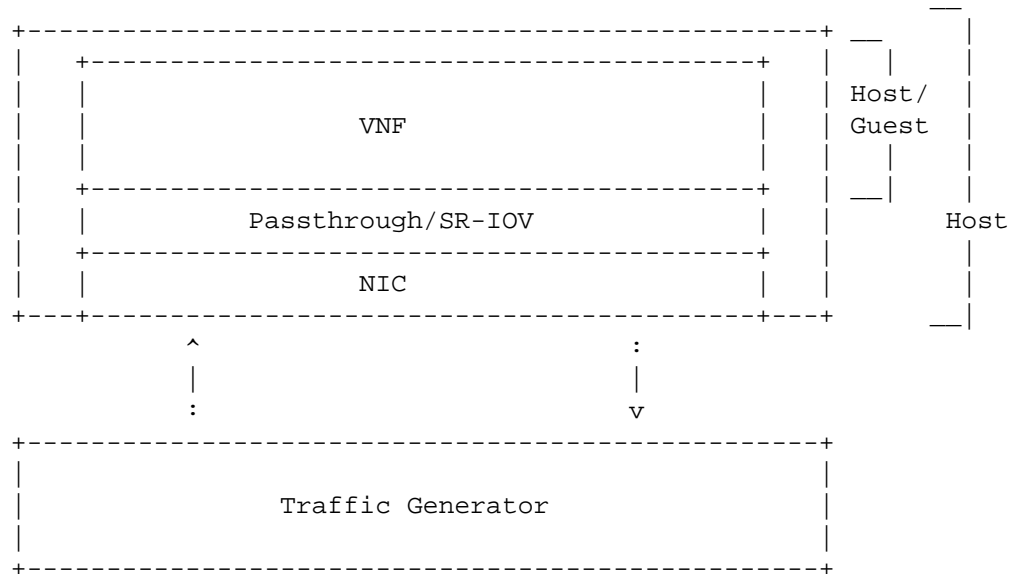 Host/
VNF Guest
Passthrough/SR-IOV Host
NIC
Traffic Generator